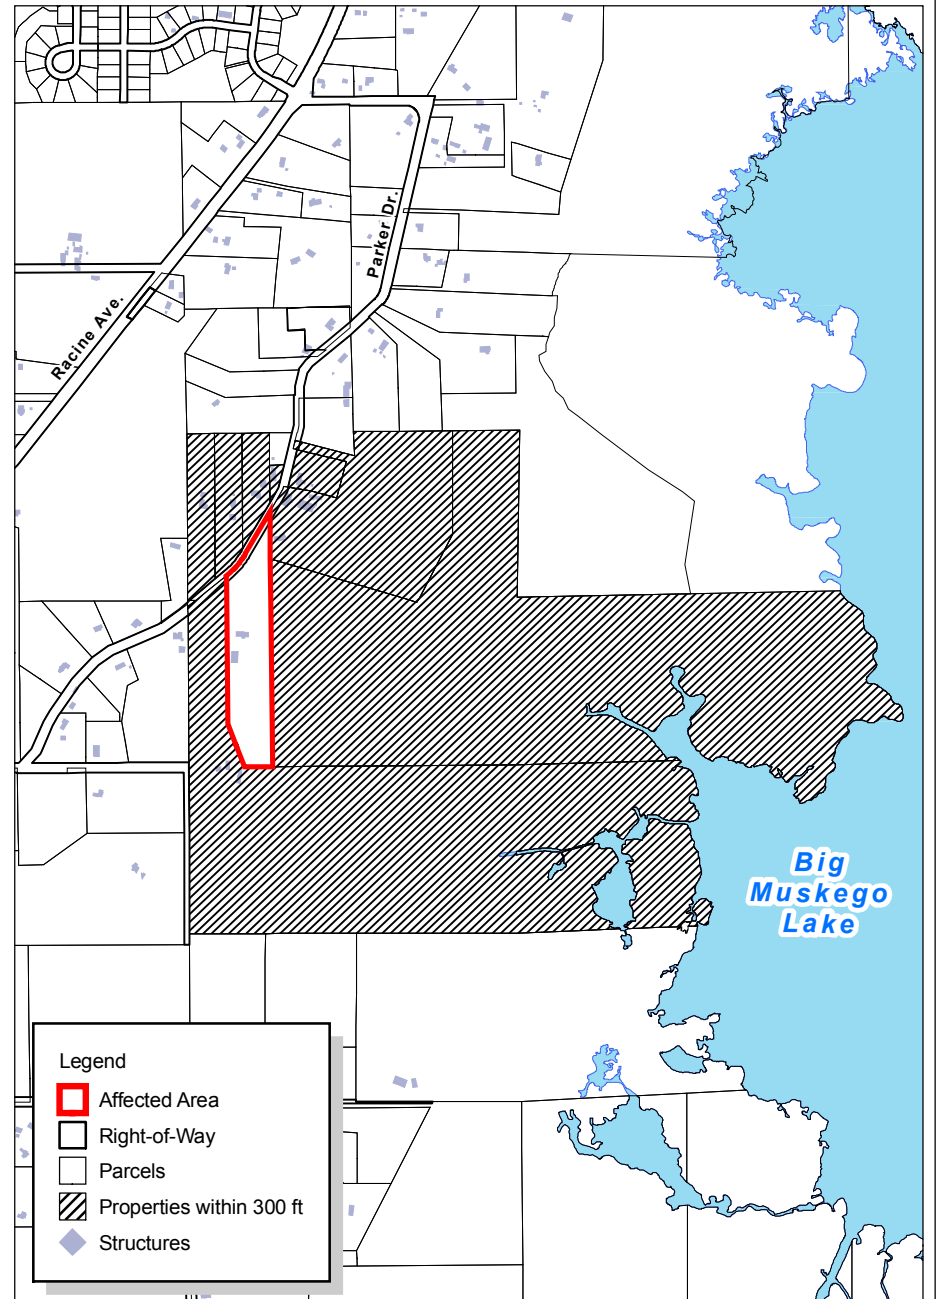 Parker Dr.
Racine Ave.
Big
Muskego
Lake
Legend
Affected Area
Right-of-Way
Parcels
Properties within 300 ft
Structures